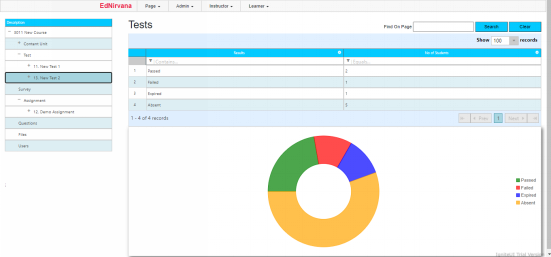 EdNirvana Page Admin Instructor Learner
Description
3011 New Course
Content Unit
Test
11. New Test 1
13. New Test 2
Survey
Assignment
12. Demo Assignment
Questions
Files
Users
Tests
Find On Page Search Clear
Show 100 records
Results No of Students
Contains... Equals...
1 Passed 2
2 Failed 1
3 Expired 1
4 Absent 5
1 - 4 of 4 records
Prev 1 Next
Passed
Failed
Expired
Absent